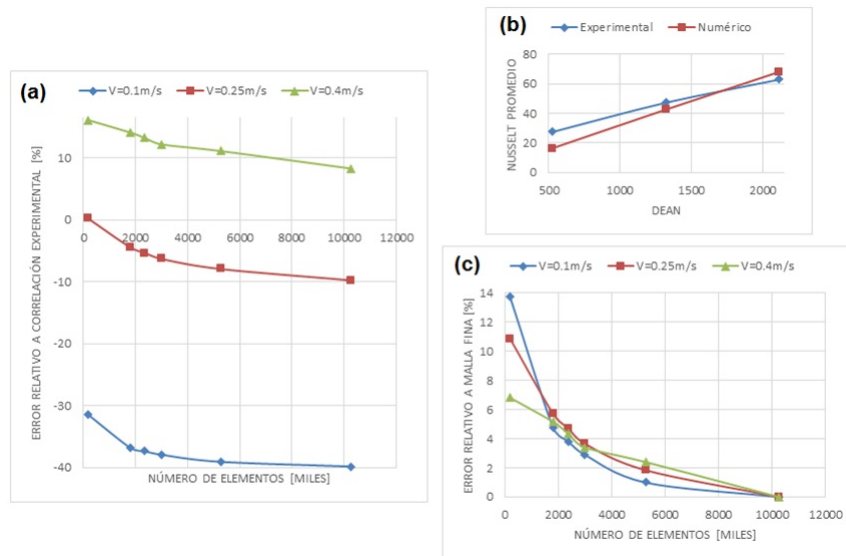 (a)
V=0.1m/s V=0.25m/s V=0.4m/s
ERROR RELATIVO A CORRELACIÓN EXPERIMENTAL [%]
10
0
-10
-20
-30
-40
0 2000 4000 6000 8000 10000 12000
NÚMERO DE ELEMENTOS [MILES]
(b)
Experimental Numérico
NUSSELT PROMEDIO
80
60
40
20
0
500 1000 1500 2000
DEAN
(c)
V=0.1m/s V=0.25m/s V=0.4m/s
ERROR RELATIVO A MALLA FINA [%]
14
12
10
8
6
4
2
0
0 2000 4000 6000 8000 10000 12000
NÚMERO DE ELEMENTOS [MILES]